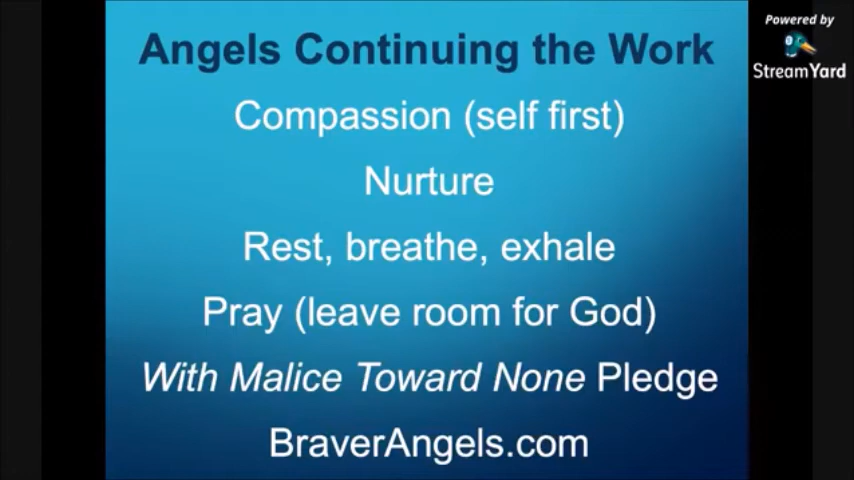 Angels Continuing the Work
Compassion (self first)
Nurture
Rest, breathe, exhale
Pray (leave room for God)
With Malice Toward None Pledge
BraverAngels.com
Powered by
StreamYard